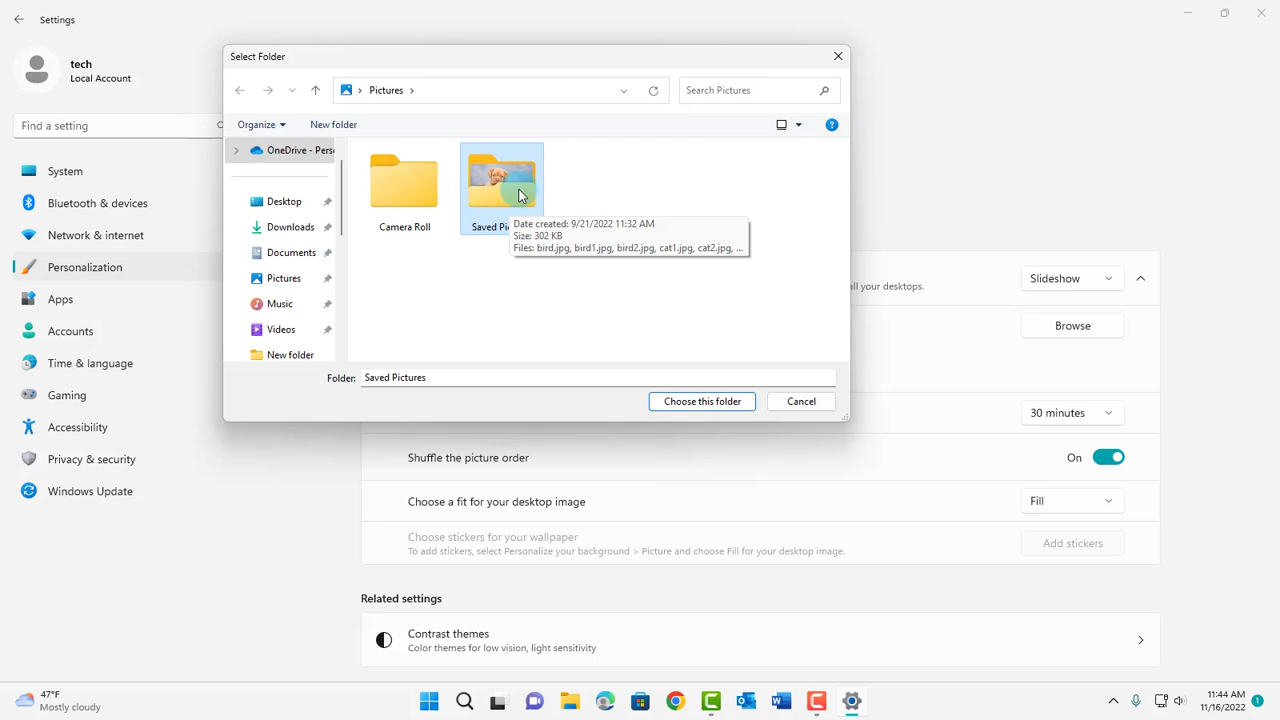 Settings
tech
Local Account
Find a setting
System
Bluetooth & devices
Network & internet
Personalization
Apps
Accounts
Time & language
Gaming
Accessibility
Privacy & security
Windows Update
Select Folder
Pictures
Search Pictures
Organize
New folder
OneDrive - Pers
Desktop
Downloads
Documents
Pictures
Music
Videos
New folder
Camera Roll
Saved Pi
Date created: 9/21/2022 11:32 AM
Size: 302 KB
Files: bird.jpg, bird1.jpg, bird2.jpg, cat1.jpg, cat2.jpg, ...
Folder: Saved Pictures
Choose this folder
Cancel
all your desktops.
Slideshow
Browse
30 minutes
Shuffle the picture order
On
Choose a fit for your desktop image
Fill
Choose stickers for your wallpaper
To add stickers, select Personalize your background > Picture and choose Fill for your desktop image.
Add stickers
Related settings
Contrast themes
Color themes for low vision, light sensitivity
47°F
Mostly cloudy
11:44 AM
11/16/2022
1